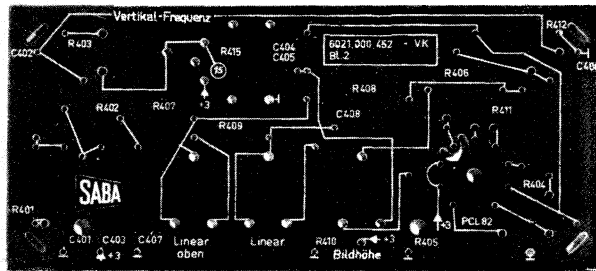 Vertikal-Frequenz
R412
C402
R403
R415
C404
C405
6021.000.452 - VK
Bl.2
C406
15
R406
+3
R402
R407
R408
R411
R409
C408
SABA
R404
R401
PCL 82
+3
C401
C403
C407
Linear
oben
Linear
R410
+3
R405
+3
Bildhöhe